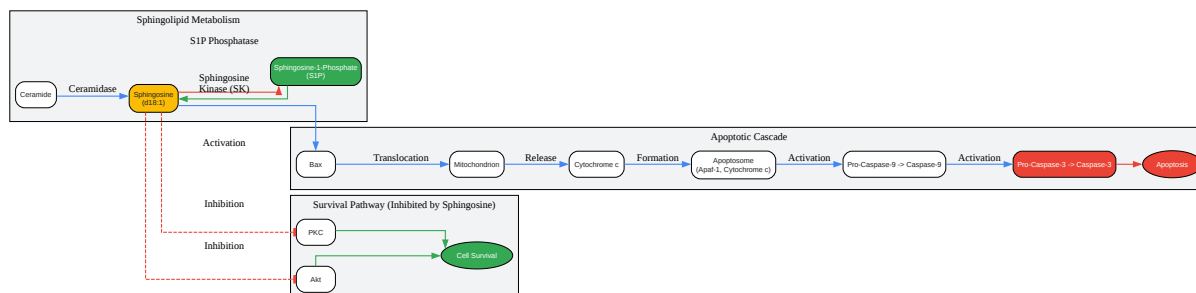 Sphingolipid Metabolism
S1P Phosphatase
Sphingosine-1-Phosphate
(S1P)
Sphingosine
Kinase (SK)
Ceramide
Ceramidase
Sphingosine
(d18:1)
Activation
Apoptotic Cascade
Bax
Translocation
Mitochondrion
Release
Cytochrome c
Formation
Apoptosome
(Apaf-1, Cytochrome c)
Activation
Pro-Caspase-9 -> Caspase-9
Activation
Pro-Caspase-3 -> Caspase-3
Apoptosis
Inhibition
Survival Pathway (Inhibited by Sphingosine)
PKC
Inhibition
Cell Survival
Akt